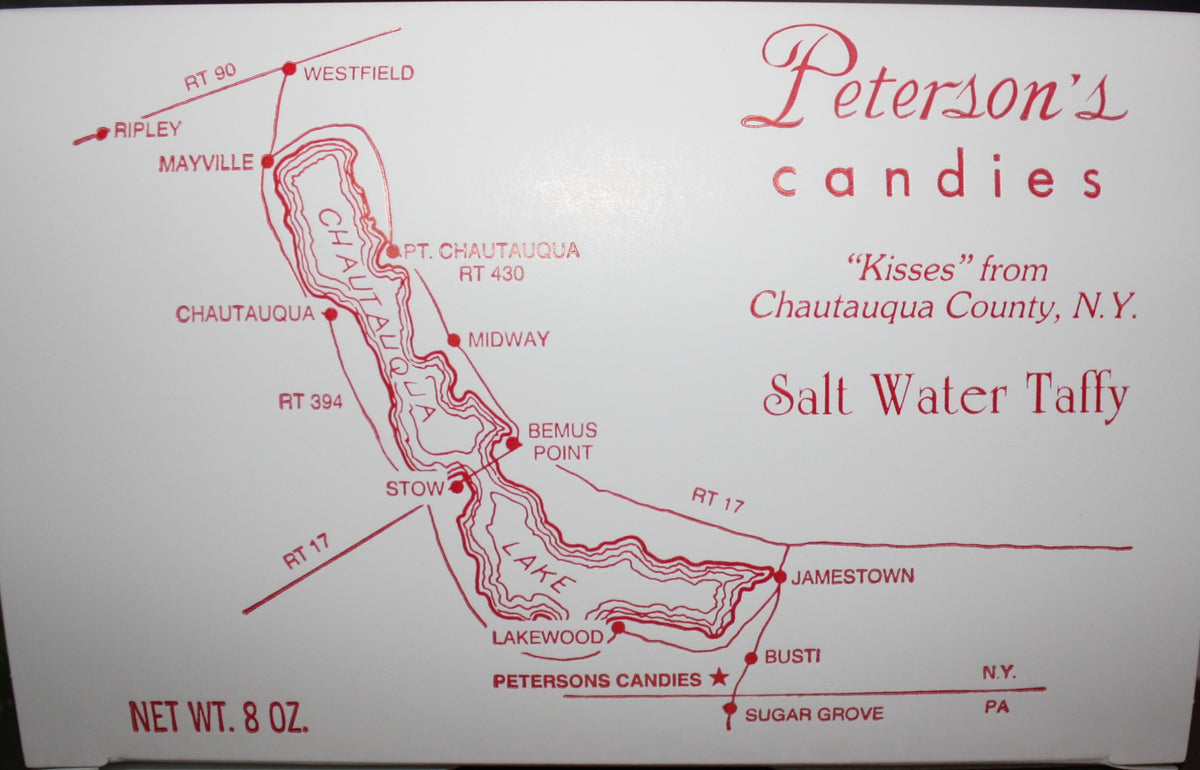 Peterson's
candies
"Kisses" from
Chautauqua County, N.Y.
Salt Water Taffy
RT 90
WESTFIELD
RIPLEY
MAYVILLE
CHAUTAUQUA
PT. CHAUTAUQUA
RT 430
CHAUTAUQUA
MIDWAY
RT 394
BEMUS
POINT
STOW
RT 17
RT 17
LAKE
JAMESTOWN
LAKEWOOD
BUSTI
PETERSONS CANDIES
N.Y.
PA
SUGAR GROVE
NET WT. 8 OZ.